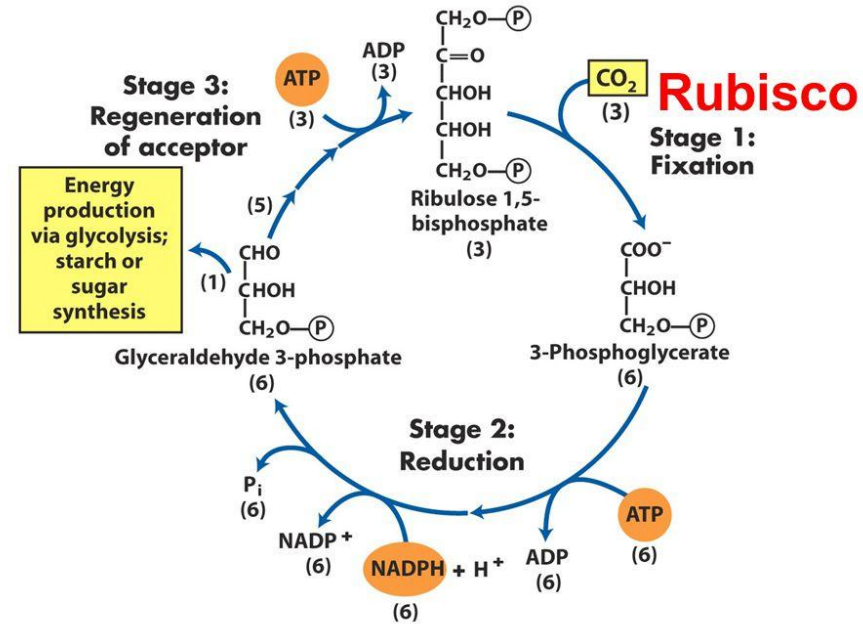 CH₂O—Ⓟ
C=O
CHOH
CHOH
CH₂O—Ⓟ
Ribulose 1,5-
bisphosphate
(3)
CO₂
(3)
Rubisco
Stage 1:
Fixation
COO⁻
CHOH
CH₂O—Ⓟ
3-Phosphoglycerate
(6)
Stage 2:
Reduction
ATP
(6)
ADP
(6)
NADPH + H⁺
(6)
NADP⁺
(6)
Pᵢ
(6)
CHO
CHOH
CH₂O—Ⓟ
Glyceraldehyde 3-phosphate
(6)
(1)
Energy
production
via glycolysis;
starch or
sugar
synthesis
(5)
Stage 3:
Regeneration
of acceptor
ATP
(3)
ADP
(3)